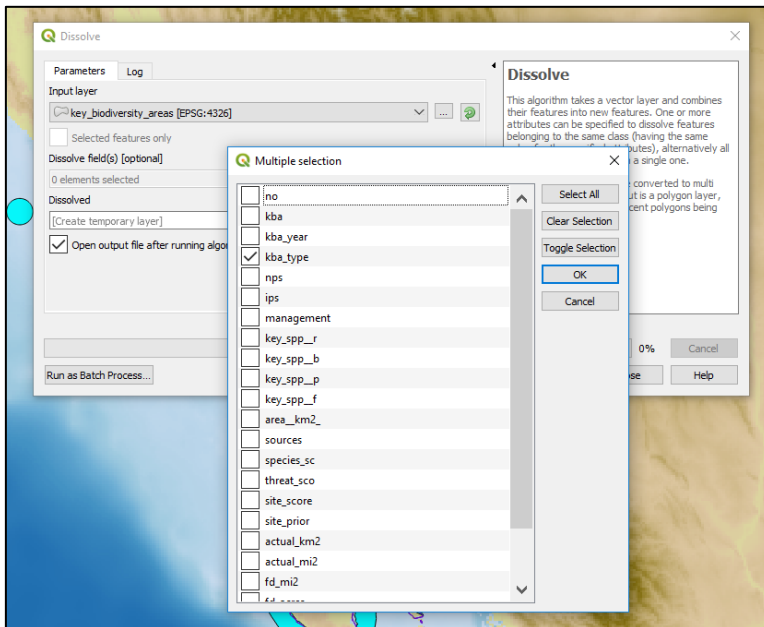 Dissolve
Parameters
Log
Input layer
key_biodiversity_areas [EPSG:4326]
...
Selected features only
Dissolve field(s) [optional]
0 elements selected
Dissolved
[Create temporary layer]
Open output file after running algo
Run as Batch Process...
Dissolve
This algorithm takes a vector layer and combines
their features into new features. One or more
attributes can be specified to dissolve features
belonging to the same class (having the same
alternatively all
a single one.
converted to multi
is a polygon layer,
polygons being
0%
Cancel
Help
Multiple selection
no
kba
kba_year
kba_type
nps
ips
management
key_spp__r
key_spp__b
key_spp__p
key_spp__f
area__km2_
sources
species_sc
threat_sco
site_score
site_prior
actual_km2
actual_mi2
fd_mi2
Select All
Clear Selection
Toggle Selection
OK
Cancel